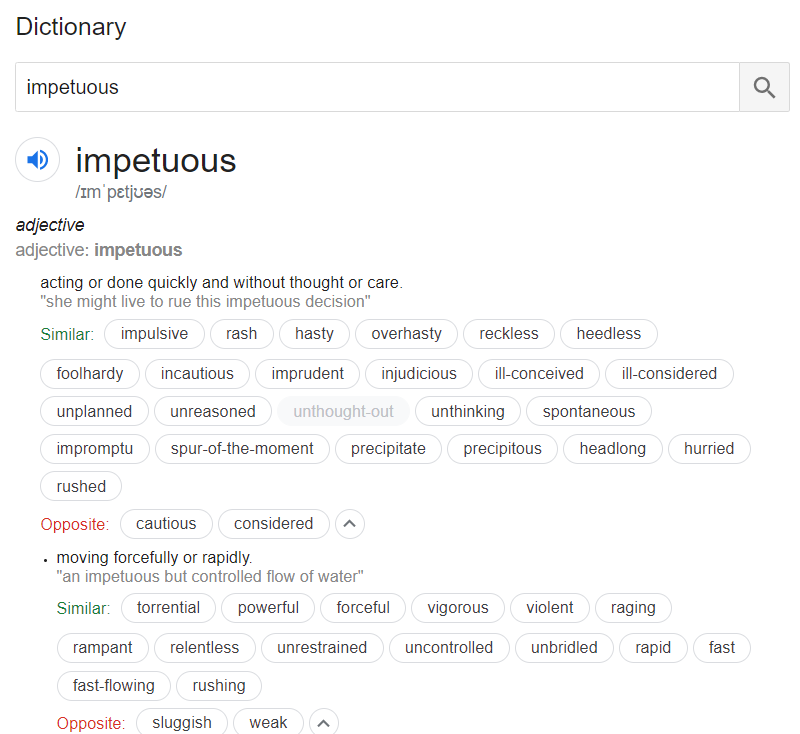 Dictionary
impetuous
impetuous
/ɪmˈpɛtjʊəs/
adjective
adjective: impetuous
acting or done quickly and without thought or care.
"she might live to rue this impetuous decision"
Similar: impulsive rash hasty overhasty reckless heedless
foolhardy incautious imprudent injudicious ill-conceived ill-considered
unplanned unreasoned unthought-out unthinking spontaneous
impromptu spur-of-the-moment precipitate precipitous headlong hurried
rushed
Opposite: cautious considered
• moving forcefully or rapidly.
"an impetuous but controlled flow of water"
Similar: torrential powerful forceful vigorous violent raging
rampant relentless unrestrained uncontrolled unbridled rapid fast
fast-flowing rushing
Opposite: sluggish weak